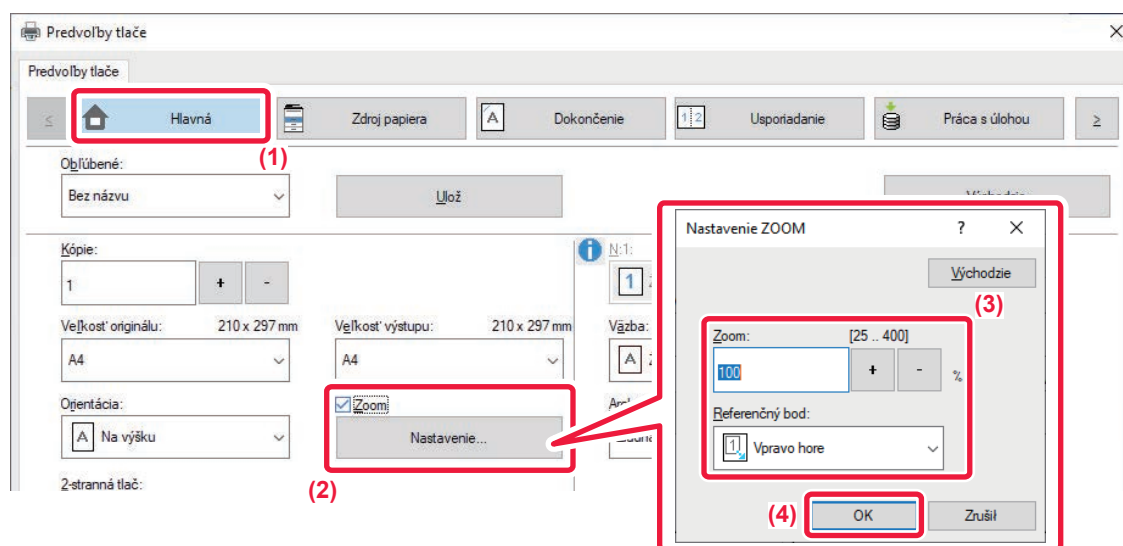 Predvoľby tlače
Predvoľby tlače
≤
Hlavná
Zdroj papiera
Dokončenie
Usporiadanie
Práca s úlohou
≥
(1)
Obľúbené:
Bez názvu
Ulož
Kópie:
1
+
-
N:1:
1
Veľkosť originálu: 210 x 297 mm
Veľkosť výstupu: 210 x 297 mm
Väzba:
A4
A4
Orientácia:
Zoom
Na výšku
Nastavenie...
2-stranná tlač:
(2)
Nastavenie ZOOM
?
Východzie
(3)
Zoom: [25 .. 400]
100
+
-
%
Referenčný bod:
Vpravo hore
(4)
OK
Zrušiť